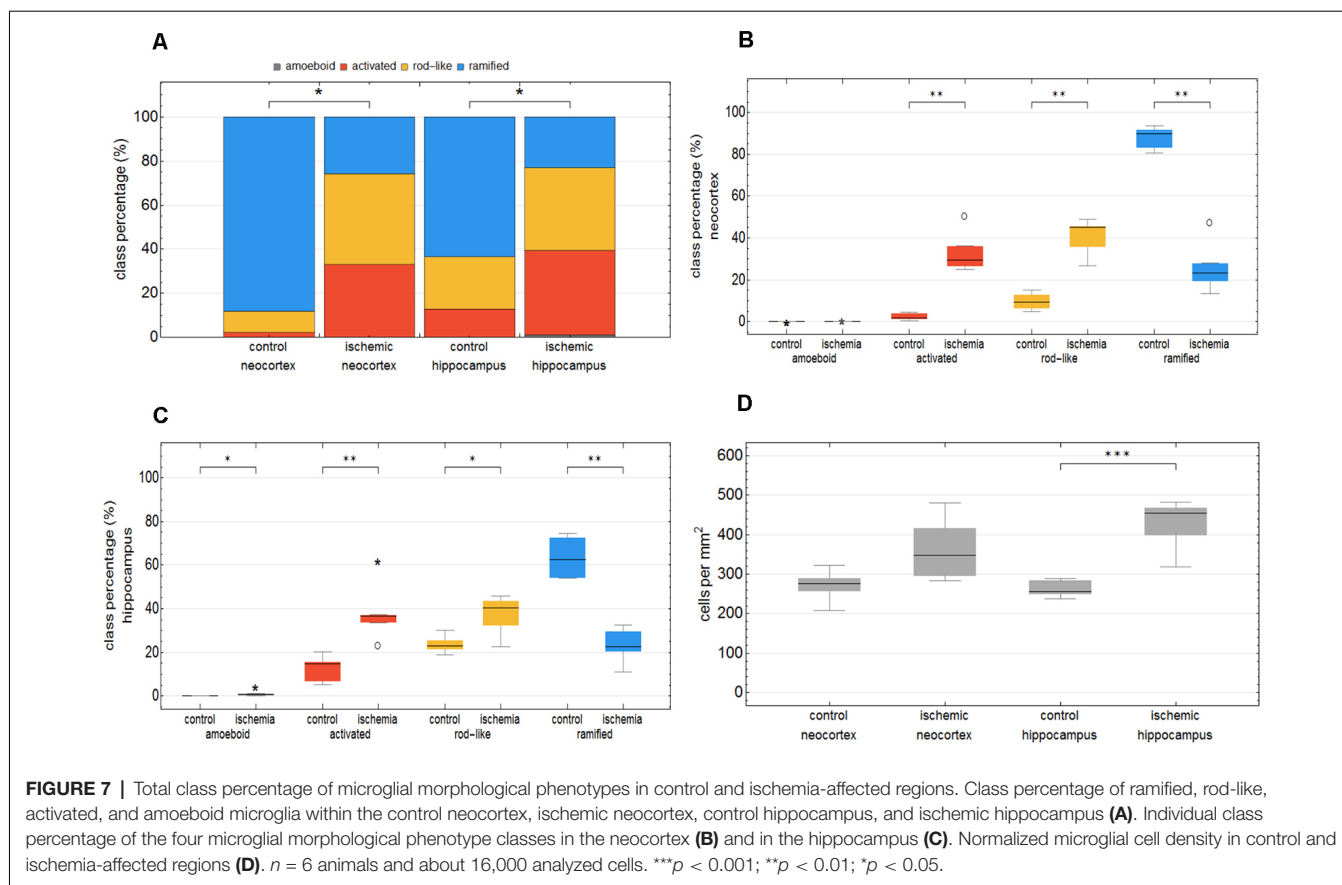 A
amoeboid activated rod-like ramified
class percentage (%)
100
80
60
40
20
0
* *
control neocortex
ischemic neocortex
control hippocampus
ischemic hippocampus
B
class percentage (%)
neocortex
100
80
60
40
20
0
** ** **
* *
control ischemia control ischemia control ischemia control ischemia
amoeboid activated rod-like ramified
C
class percentage (%)
hippocampus
100
80
60
40
20
0
* ** * **
* *
control ischemia control ischemia control ischemia control ischemia
amoeboid activated rod-like ramified
D
cells per mm²
600
500
400
300
200
100
0
***
control neocortex
ischemic neocortex
control hippocampus
ischemic hippocampus
FIGURE 7 | Total class percentage of microglial morphological phenotypes in control and ischemia-affected regions. Class percentage of ramified, rod-like,
activated, and amoeboid microglia within the control neocortex, ischemic neocortex, control hippocampus, and ischemic hippocampus (A). Individual class
percentage of the four microglial morphological phenotype classes in the neocortex (B) and in the hippocampus (C). Normalized microglial cell density in control and
ischemia-affected regions (D). n = 6 animals and about 16,000 analyzed cells. ***p < 0.001; **p < 0.01; *p < 0.05.